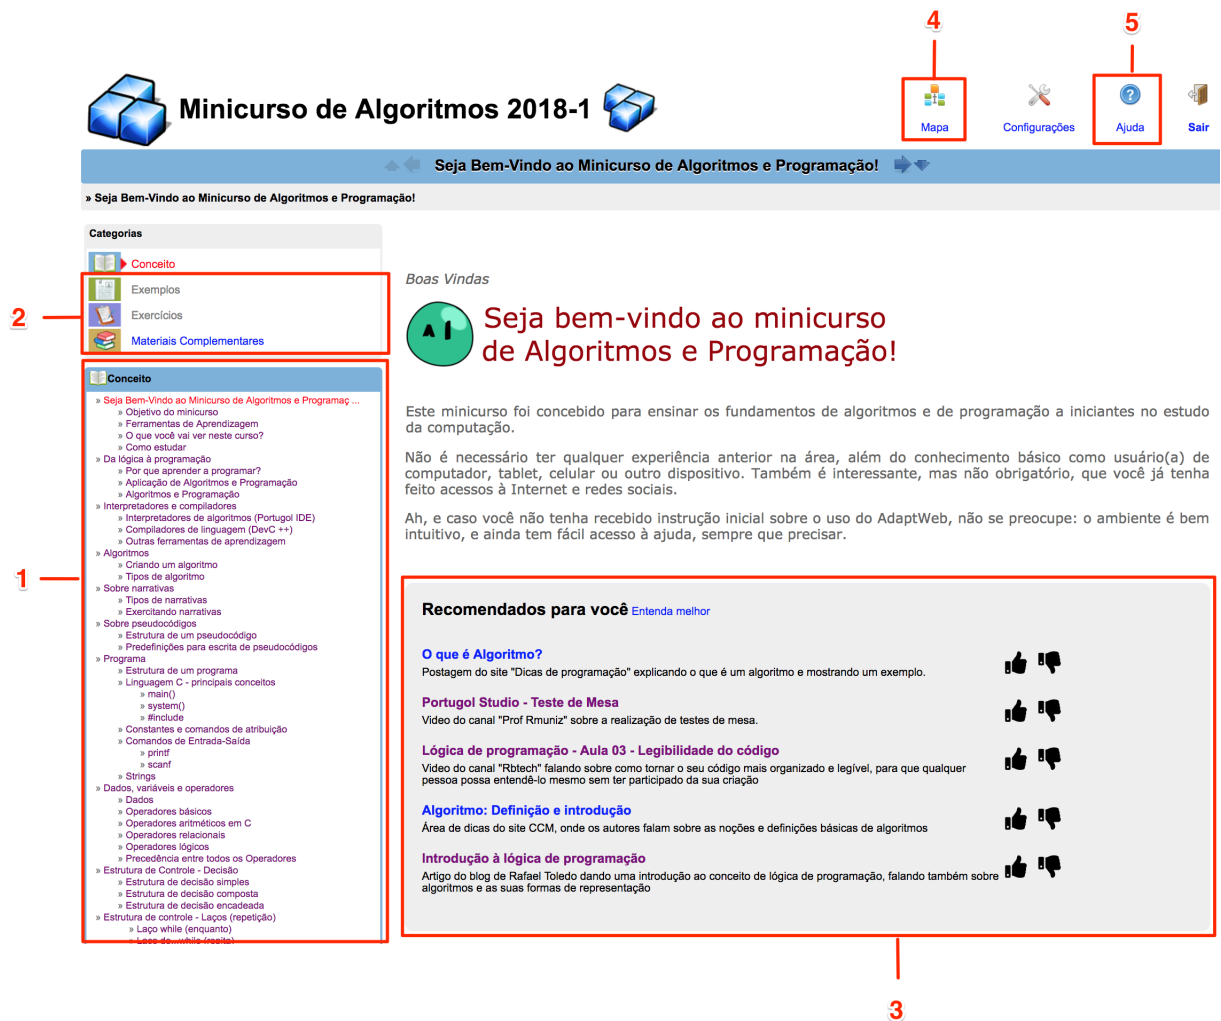 4
5
Minicurso de Algoritmos 2018-1
Mapa
Configurações
Ajuda
Sair
Seja Bem-Vindo ao Minicurso de Algoritmos e Programação!
» Seja Bem-Vindo ao Minicurso de Algoritmos e Programação!
Categorias
Conceito
2
Exemplos
Exercícios
Materiais Complementares
1
Conceito
» Seja Bem-Vindo ao Minicurso de Algoritmos e Programaç ...
» Objetivo do minicurso
» Ferramentas de Aprendizagem
» O que você vai ver neste curso?
» Como estudar
» Da lógica à programação
» Por que aprender a programar?
» Aplicação de Algoritmos e Programação
» Algoritmos e Programação
» Interpretadores e compiladores
» Interpretadores de algoritmos (Portugol IDE)
» Compiladores de linguagem (DevC ++)
» Outras ferramentas de aprendizagem
» Algoritmos
» Criando um algoritmo
» Tipos de algoritmo
» Sobre narrativas
» Tipos de narrativas
» Exercitando narrativas
» Sobre pseudocódigos
» Estrutura de um pseudocódigo
» Predefinições para escrita de pseudocódigos
» Programa
» Estrutura de um programa
» Linguagem C - principais conceitos
» main()
» system()
» #include
» Constantes e comandos de atribuição
» Comandos de Entrada-Saída
» printf
» scanf
» Strings
» Dados, variáveis e operadores
» Dados
» Operadores básicos
» Operadores aritméticos em C
» Operadores relacionais
» Operadores lógicos
» Precedência entre todos os Operadores
» Estrutura de Controle - Decisão
» Estrutura de decisão simples
» Estrutura de decisão composta
» Estrutura de decisão encadeada
» Estrutura de controle - Laços (repetição)
» Laço while (enquanto)
» Laço do...while (repita)
Boas Vindas
A I
Seja bem-vindo ao minicurso
de Algoritmos e Programação!
Este minicurso foi concebido para ensinar os fundamentos de algoritmos e de programação a iniciantes no estudo
da computação.
Não é necessário ter qualquer experiência anterior na área, além do conhecimento básico como usuário(a) de
computador, tablet, celular ou outro dispositivo. Também é interessante, mas não obrigatório, que você já tenha
feito acessos à Internet e redes sociais.
Ah, e caso você não tenha recebido instrução inicial sobre o uso do AdaptWeb, não se preocupe: o ambiente é bem
intuitivo, e ainda tem fácil acesso à ajuda, sempre que precisar.
Recomendados para você Entenda melhor
O que é Algoritmo?
Postagem do site "Dicas de programação" explicando o que é um algoritmo e mostrando um exemplo.
Portugol Studio - Teste de Mesa
Video do canal "Prof Rmuniz" sobre a realização de testes de mesa.
Lógica de programação - Aula 03 - Legibilidade do código
Video do canal "Rbtech" falando sobre como tornar o seu código mais organizado e legível, para que qualquer
pessoa possa entendê-lo mesmo sem ter participado da sua criação
Algoritmo: Definição e introdução
Área de dicas do site CCM, onde os autores falam sobre as noções e definições básicas de algoritmos
Introdução à lógica de programação
Artigo do blog de Rafael Toledo dando uma introdução ao conceito de lógica de programação, falando também sobre
algoritmos e as suas formas de representação
3